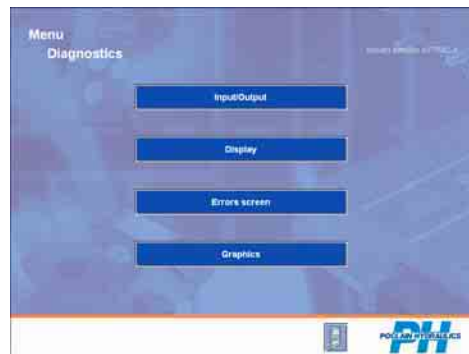 Menu
Diagnostics
Input/Output
Display
Errors screen
Graphics
PH
POCLAIN HYDRAULICS